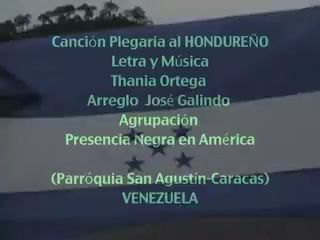 Canción Plegaria al HONDUREÑO
Letra y Música
Thania Ortega
Arreglo José Galindo
Agrupación
Presencia Negra en América
(Parróquia San Agustín-Caracas)
VENEZUELA